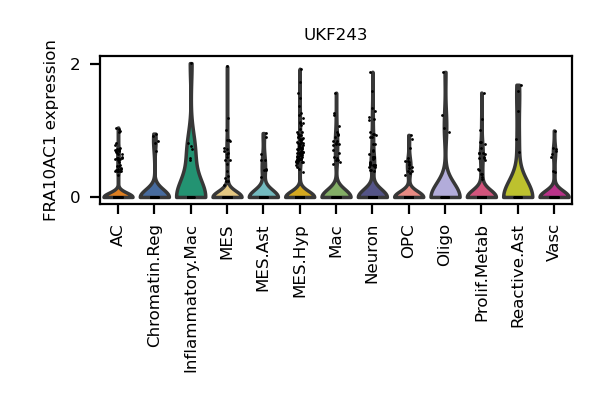 UKF243
FRA10AC1 expression
2
0
AC
Chromatin.Reg
Inflammatory.Mac
MES
MES.Ast
MES.Hyp
Mac
Neuron
OPC
Oligo
Prolif.Metab
Reactive.Ast
Vasc